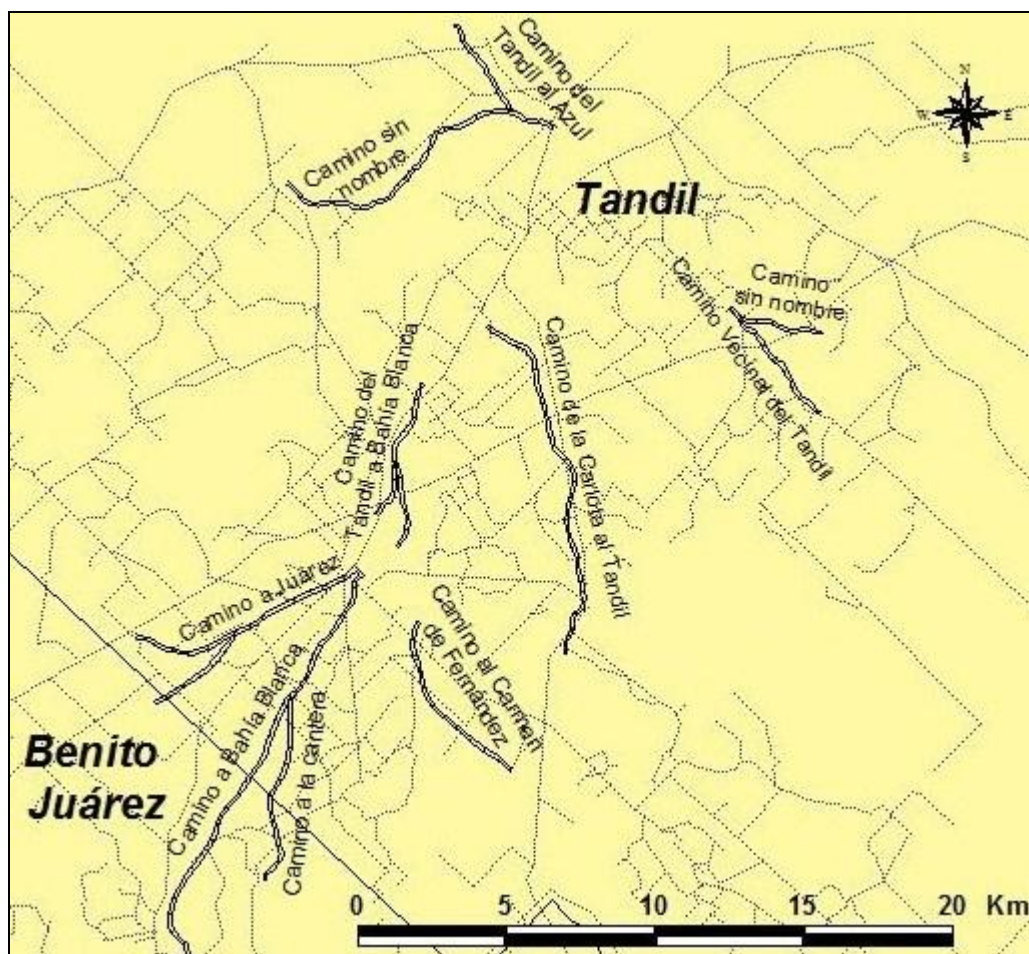 Camino del
Tandil al Azul
Camino sin
nombre
N
W
E
S
Tandil
Camino
sin nombre
Camino Vecinal del Tandil
Camino del
Tandil a Bahía Blanca
Camino de la Carlota al Tandil
Camino a Juárez
Camino al Carmen
de Fernández
Camino a Bahía Blanca
Camino a la cantera
Benito
Juárez
0 5 10 15 20 Km